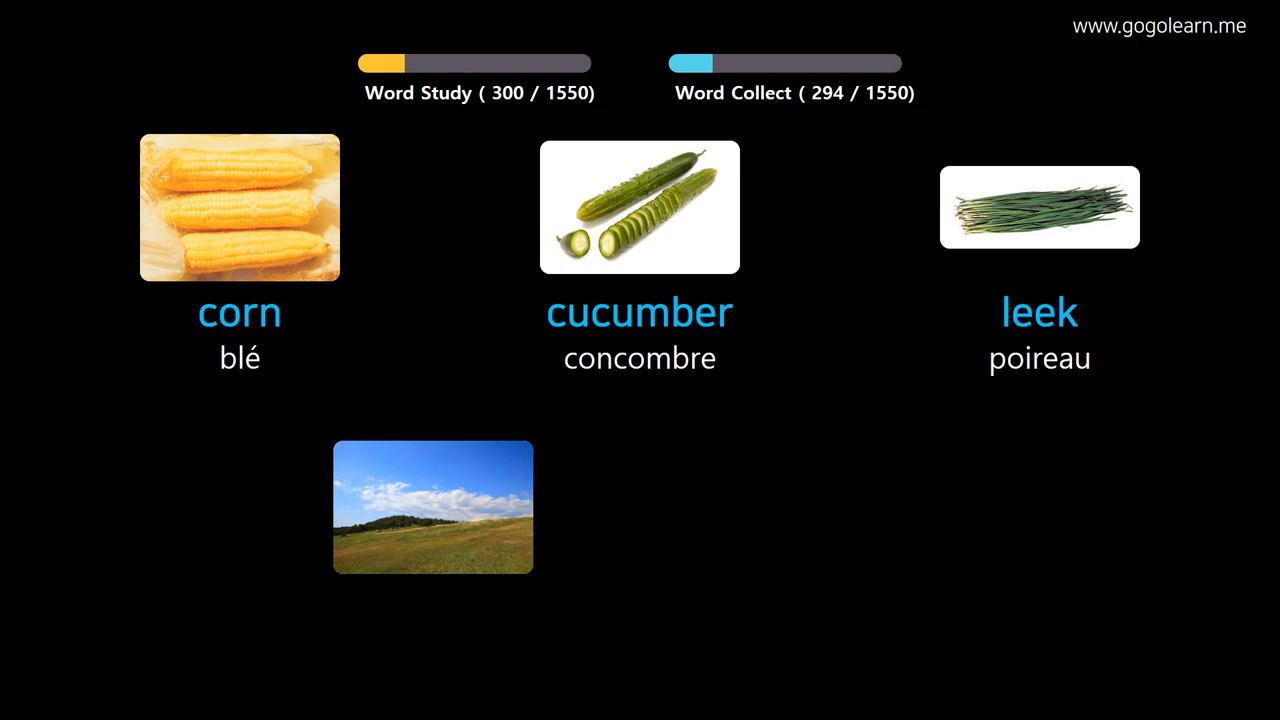 www.gogolearn.me
Word Study ( 300 / 1550)
Word Collect ( 294 / 1550)
corn
cucumber
leek
blé
concombre
poireau